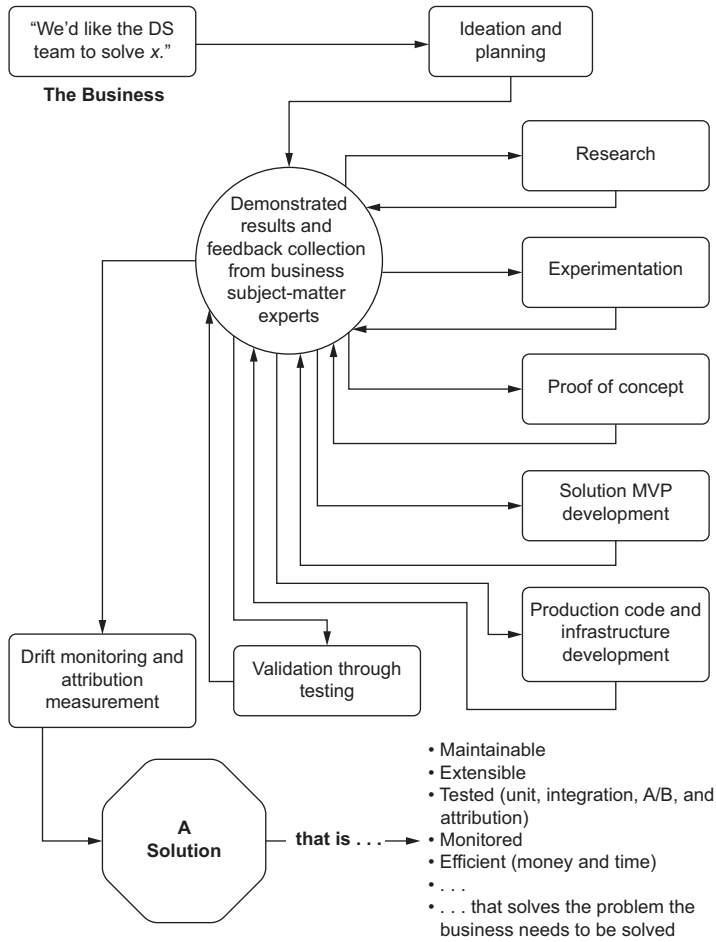 “We’d like the DS
team to solve x.”
The Business
Ideation and
planning
Demonstrated
results and
feedback collection
from business
subject-matter
experts
Research
Experimentation
Proof of concept
Solution MVP
development
Production code and
infrastructure
development
Validation through
testing
Drift monitoring and
attribution
measurement
A
Solution
that is . . .
• Maintainable
• Extensible
• Tested (unit, integration, A/B, and
attribution)
• Monitored
• Efficient (money and time)
• . . .
• . . . that solves the problem the
business needs to be solved